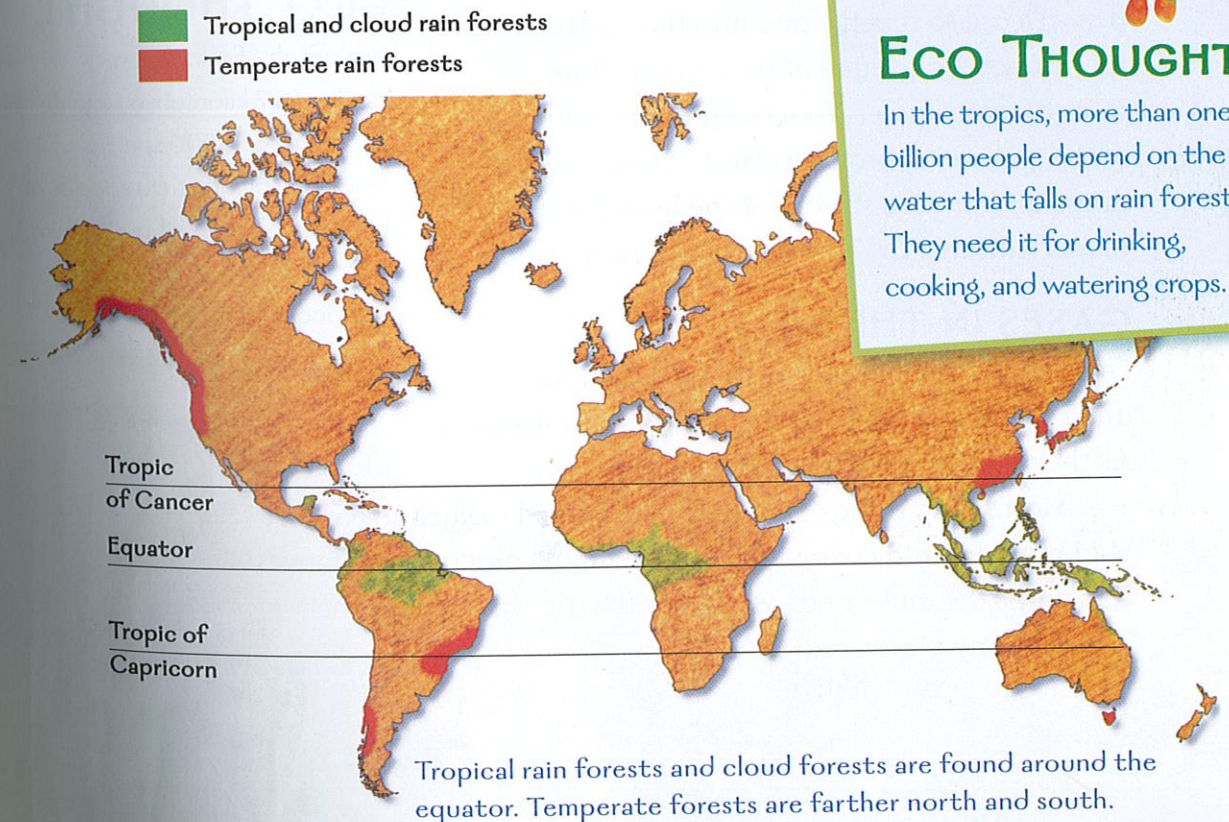 Tropical and cloud rain forests
Temperate rain forests
ECO THOUGHT
In the tropics, more than one
billion people depend on the
water that falls on rain forest
They need it for drinking,
cooking, and watering crops.
Tropic
of Cancer
Equator
Tropic of
Capricorn
Tropical rain forests and cloud forests are found around the
equator. Temperate forests are farther north and south.